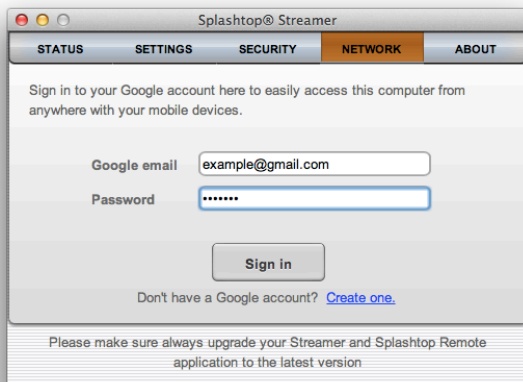 Splashtop® Streamer
STATUS SETTINGS SECURITY NETWORK ABOUT
Sign in to your Google account here to easily access this computer from
anywhere with your mobile devices.
Google email example@gmail.com
Password •••••••
Sign in
Don't have a Google account? Create one.
Please make sure always upgrade your Streamer and Splashtop Remote
application to the latest version